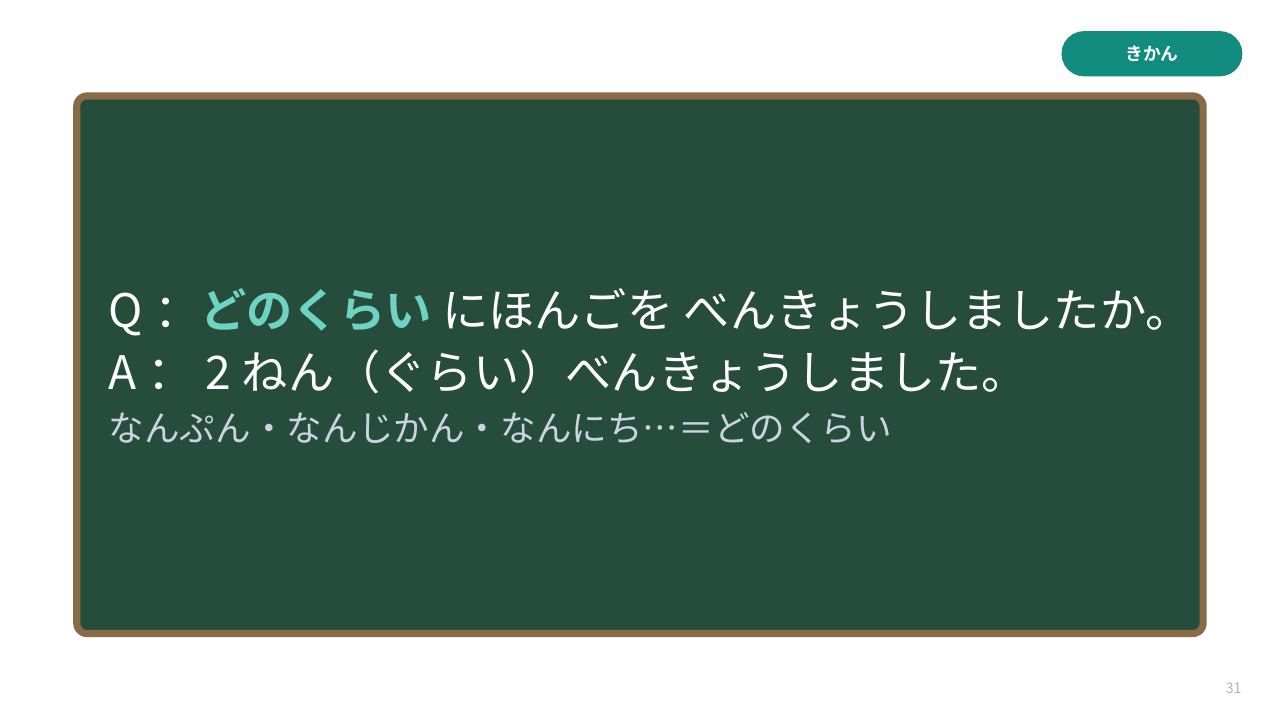 きかん
Q： どのくらい にほんごを べんきょうしましたか。
A： 2 ねん（ぐらい）べんきょうしました。
なんぷん・なんじかん・なんにち…＝どのくらい
31